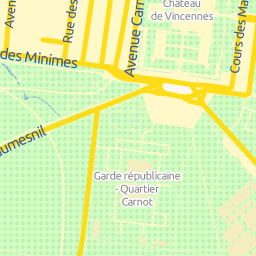 Château
de Vincennes
Aven
Rue des
Avenue Carn
Cours des Ma
des Minimes
aumesnil
Garde républicaine
- Quartier
Carnot